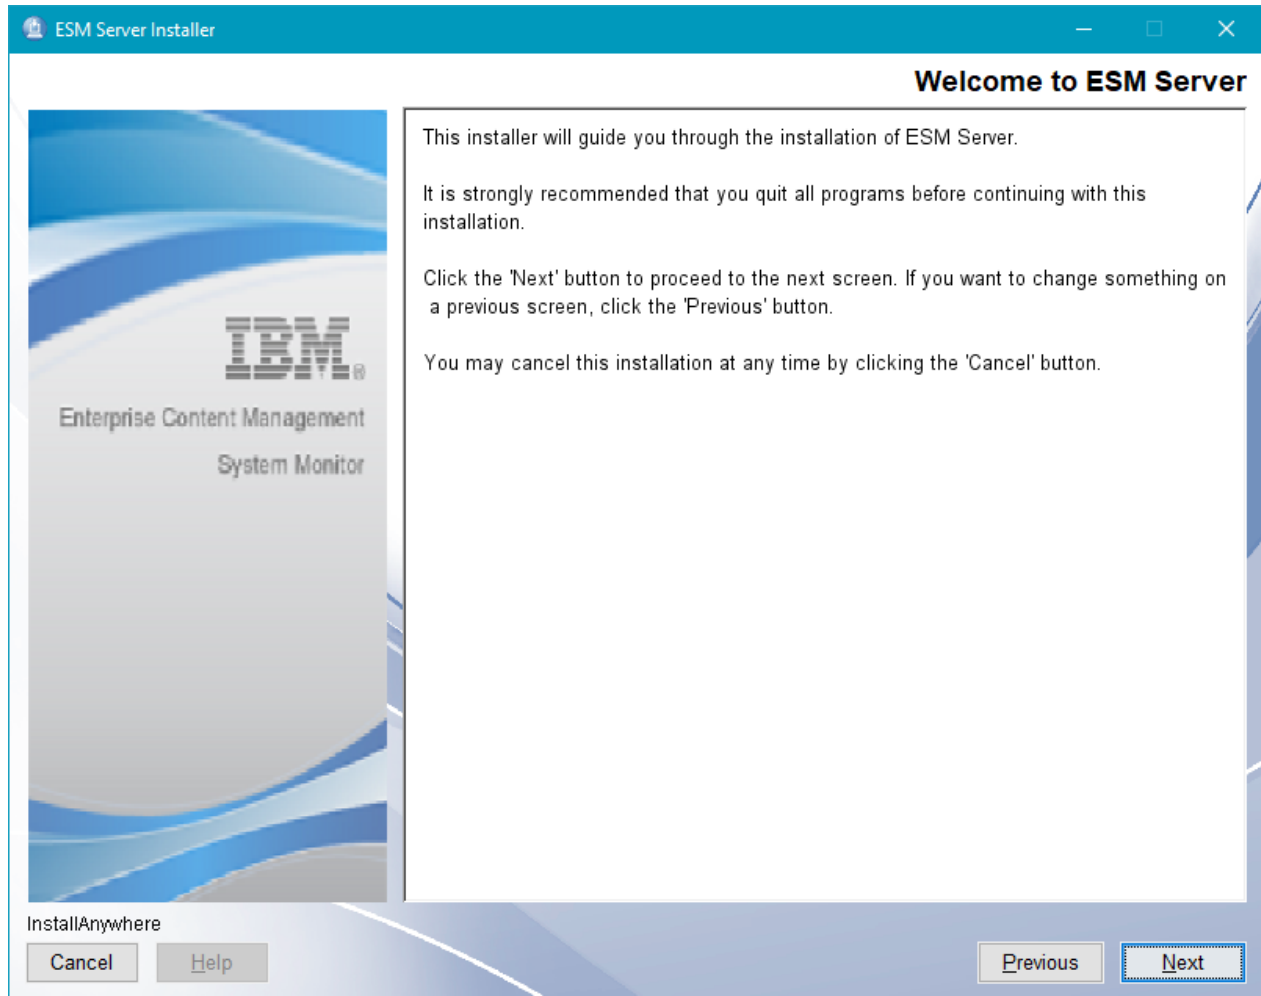 ESM Server Installer
Welcome to ESM Server
This installer will guide you through the installation of ESM Server.
It is strongly recommended that you quit all programs before continuing with this
installation.
Click the 'Next' button to proceed to the next screen. If you want to change something on
a previous screen, click the 'Previous' button.
You may cancel this installation at any time by clicking the 'Cancel' button.
IBM®
Enterprise Content Management
System Monitor
InstallAnywhere
Cancel
Help
Previous
Next